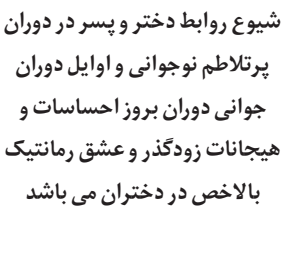 شیوع روابط دختر و پسر در دوران
پرتلاطم نوجوانی و اوایل دوران
جوانی دوران بروز احساسات و
هیجانات زودگذر و عشق رمانتیک
بالاخص در دختران می باشد